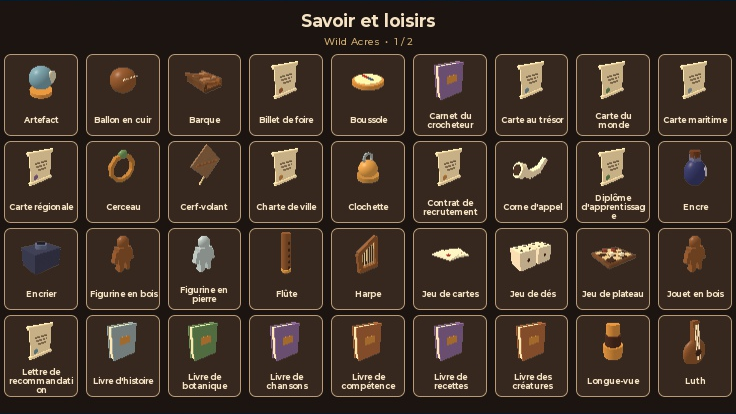 Savoir et loisirs
Wild Acres • 1 / 2
Artefact
Ballon en cuir
Barque
Billet de foire
Boussole
Carnet du
crocheteur
Carte au trésor
Carte du
monde
Carte maritime
Carte régionale
Cerceau
Cerf-volant
Charte de ville
Clochette
Contrat de
recrutement
Corne d'appel
Diplôme
d'apprentissag
e
Encre
Encrier
Figurine en bois
Figurine en
pierre
Flûte
Harpe
Jeu de cartes
Jeu de dés
Jeu de plateau
Jouet en bois
Lettre de
recommandati
on
Livre d'histoire
Livre de
botanique
Livre de
chansons
Livre de
compétence
Livre de
recettes
Livre des
créatures
Longue-vue
Luth